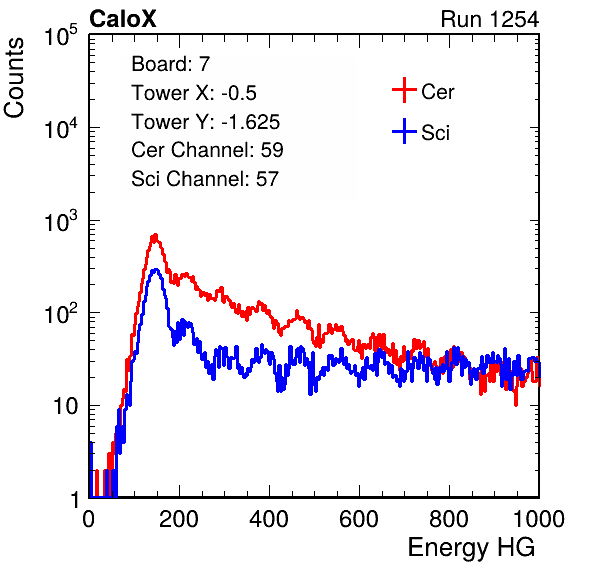 CaloX Run 1254
Counts
10^5
10^4
10^3
10^2
10
1
Board: 7
Tower X: -0.5
Tower Y: -1.625
Cer Channel: 59
Sci Channel: 57
Cer
Sci
0 200 400 600 800 1000
Energy HG